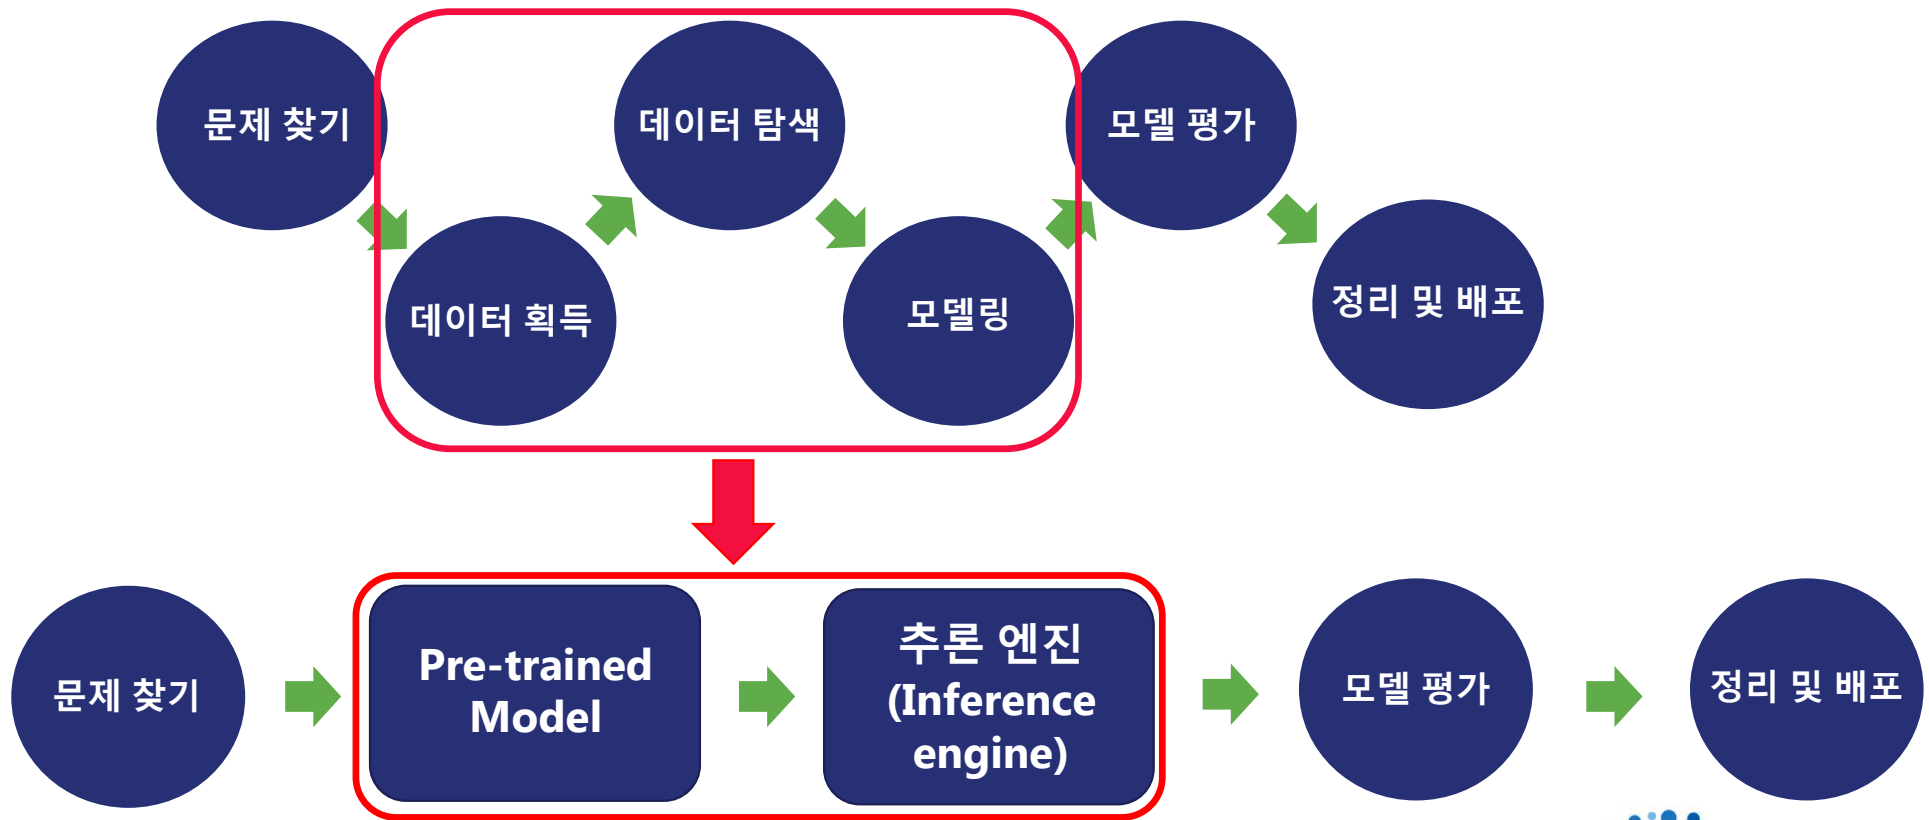 문제 찾기
데이터 탐색
모델 평가
데이터 획득
모델링
정리 및 배포
문제 찾기
Pre-trained
Model
추론 엔진
(Inference
engine)
모델 평가
정리 및 배포